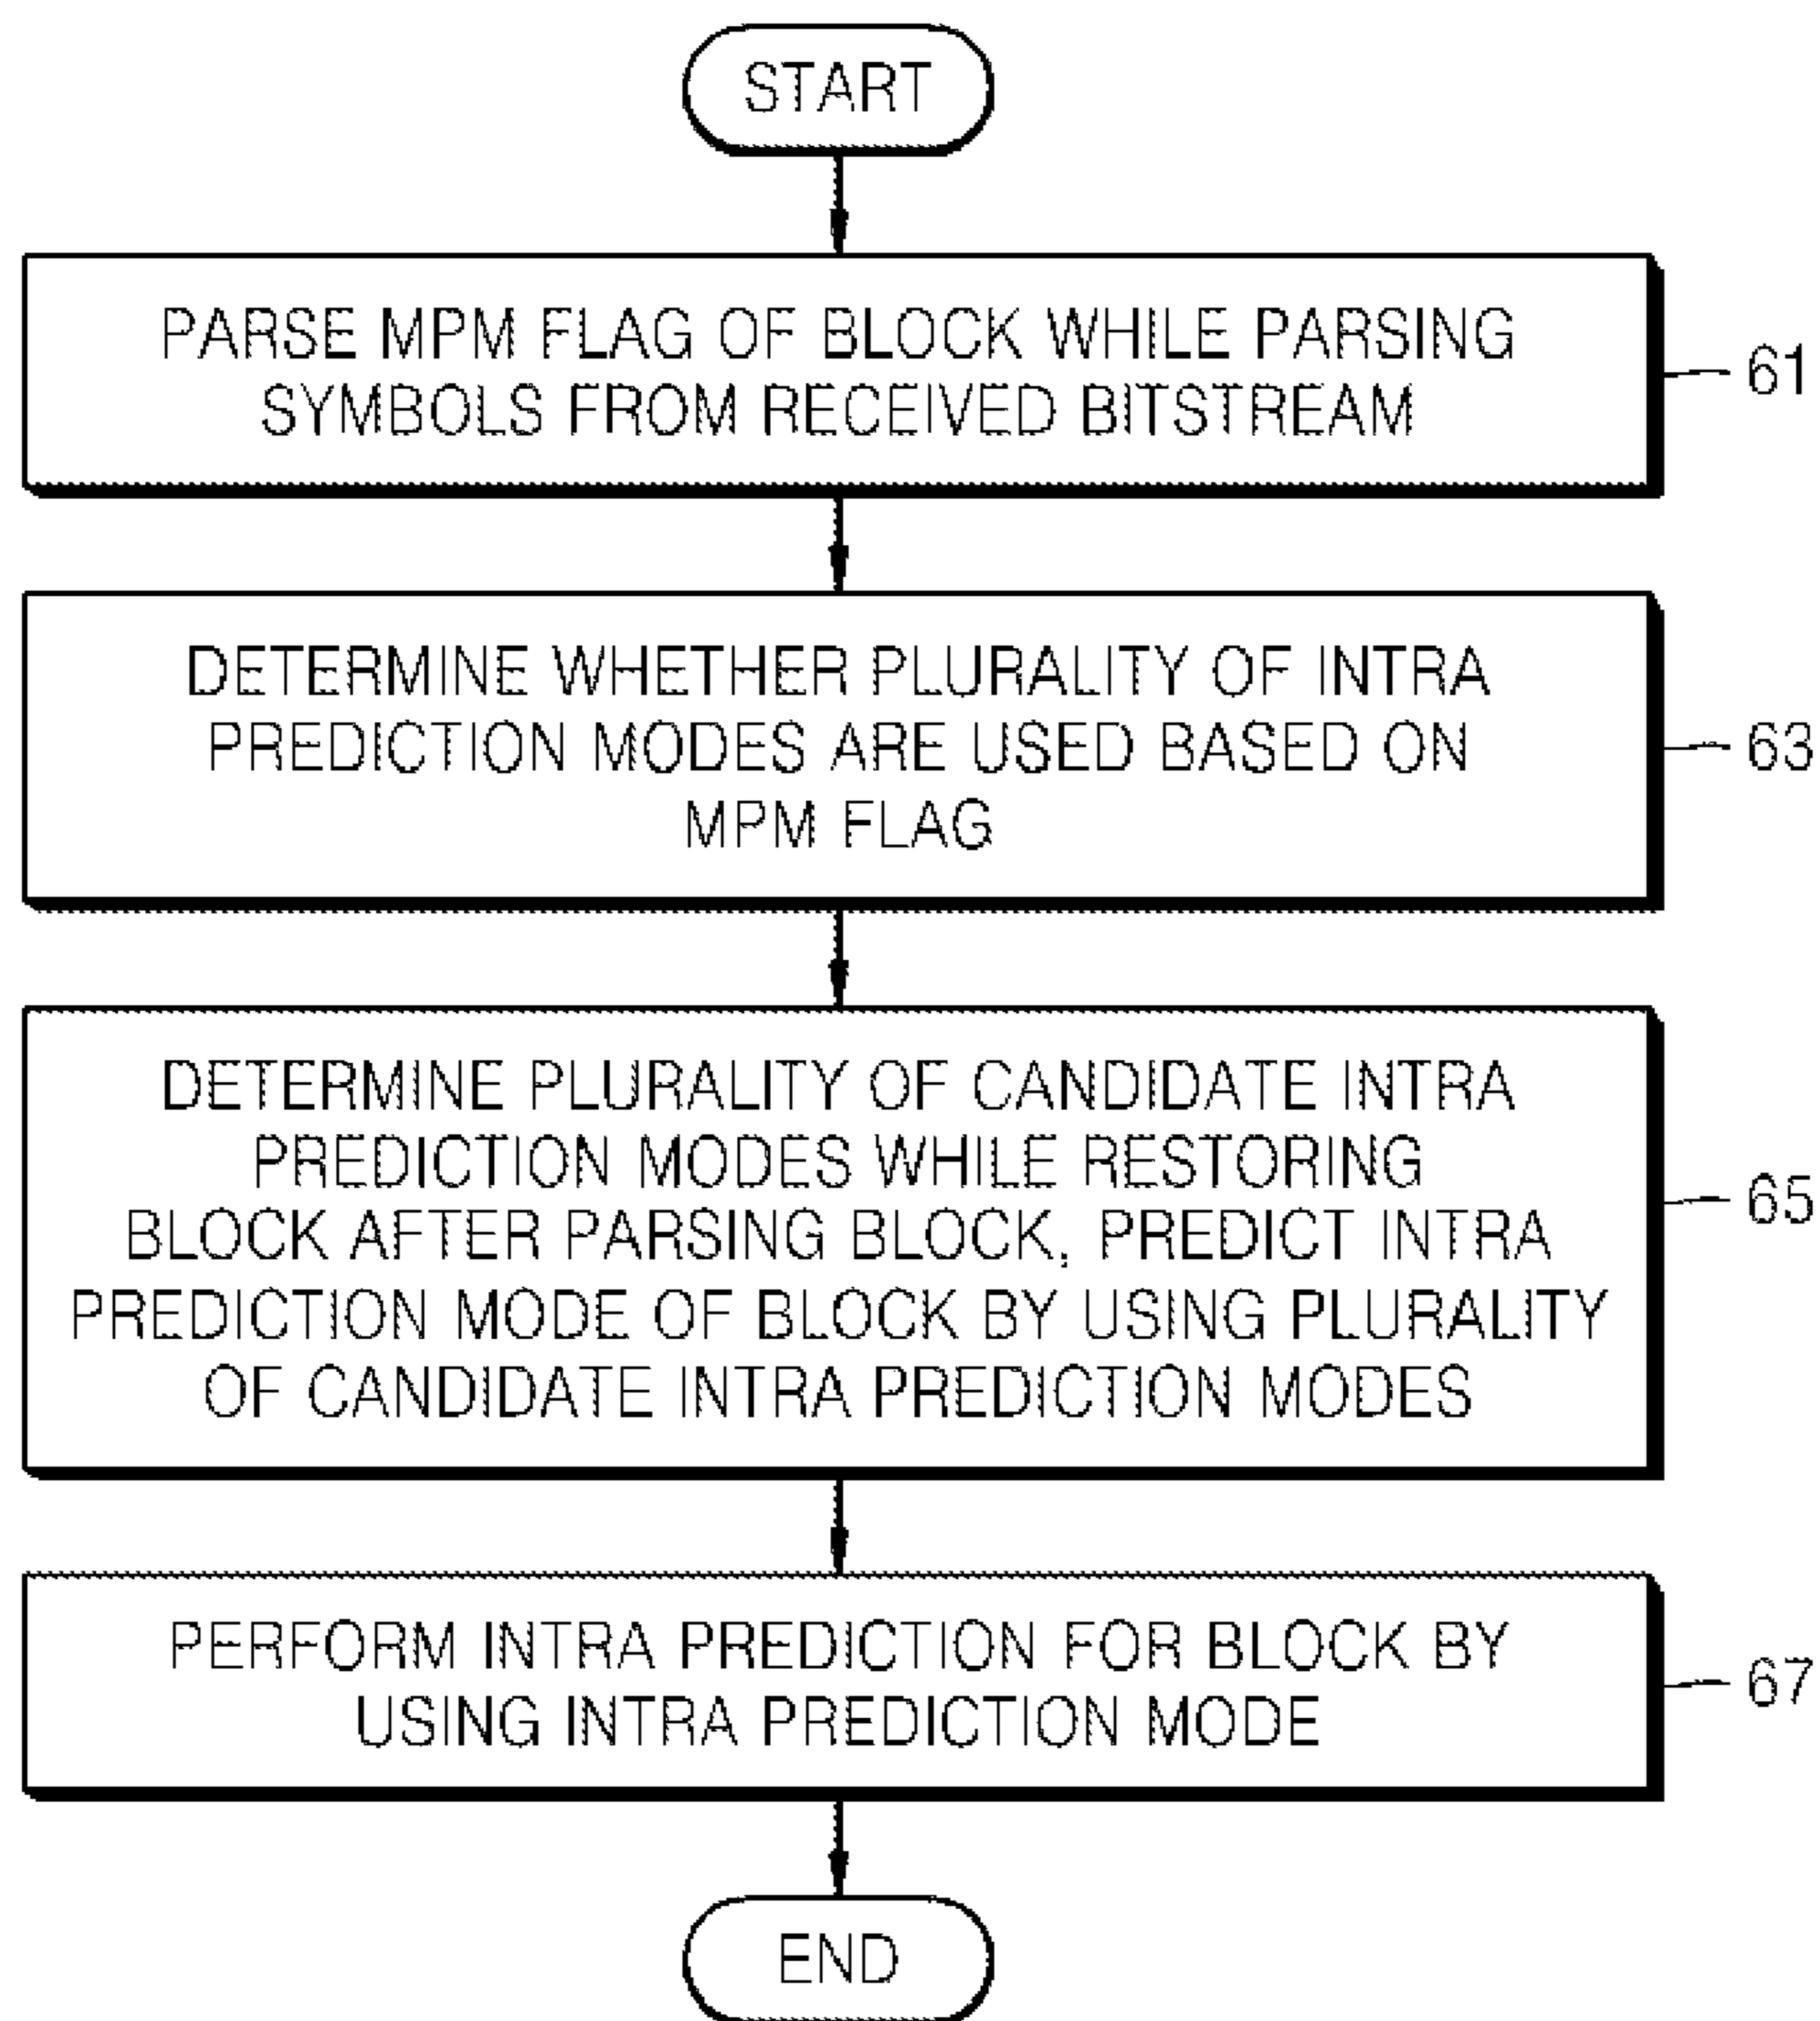 START
PARSE MPM FLAG OF BLOCK WHILE PARSING
SYMBOLS FROM RECEIVED BITSTREAM
61
DETERMINE WHETHER PLURALITY OF INTRA
PREDICTION MODES ARE USED BASED ON
MPM FLAG
63
DETERMINE PLURALITY OF CANDIDATE INTRA
PREDICTION MODES WHILE RESTORING
BLOCK AFTER PARSING BLOCK, PREDICT INTRA
PREDICTION MODE OF BLOCK BY USING PLURALITY
OF CANDIDATE INTRA PREDICTION MODES
65
PERFORM INTRA PREDICTION FOR BLOCK BY
USING INTRA PREDICTION MODE
67
END